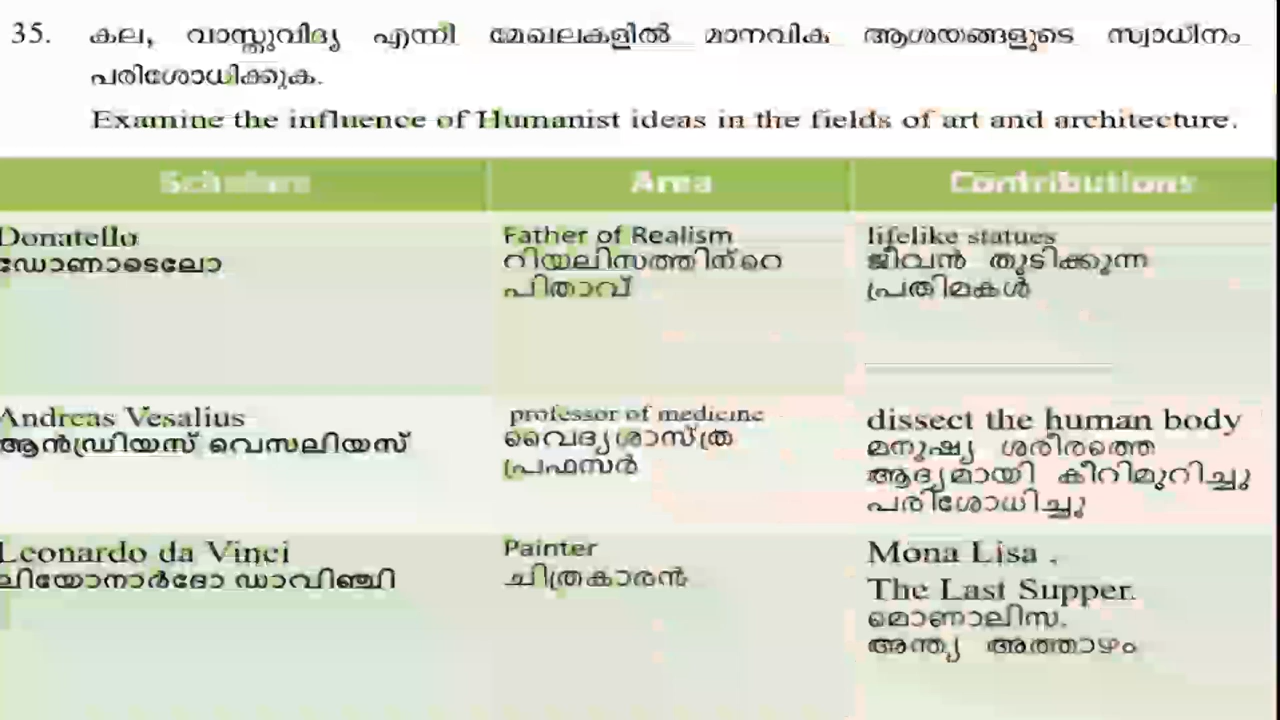 35. കല, വാസ്തുവിദ്യ എന്നീ മേഖലകളിൽ മാനവിക ആശയങ്ങളുടെ സ്വാധീനം
പരിശോധിക്കുക.
Examine the influence of Humanist ideas in the fields of art and architecture.
Scholars Area Contributions
Donatello Father of Realism lifelike statues
ഡോണാടെലോ റിയലിസത്തിന്റെ ജീവൻ തുടിക്കുന്ന
പിതാവ് പ്രതിമകൾ
Andreas Vesalius professor of medicine dissect the human body
ആൻഡ്രിയസ് വെസലിയസ് വൈദ്യശാസ്ത്ര മനുഷ്യ ശരീരത്തെ
പ്രഫസർ ആദ്യമായി കീറിമുറിച്ചു
പരിശോധിച്ചു
Leonardo da Vinci Painter Mona Lisa .
ലിയോനാർദോ ഡാവിഞ്ചി ചിത്രകാരൻ The Last Supper.
മൊണാലിസ.
അന്ത്യ അത്താഴം